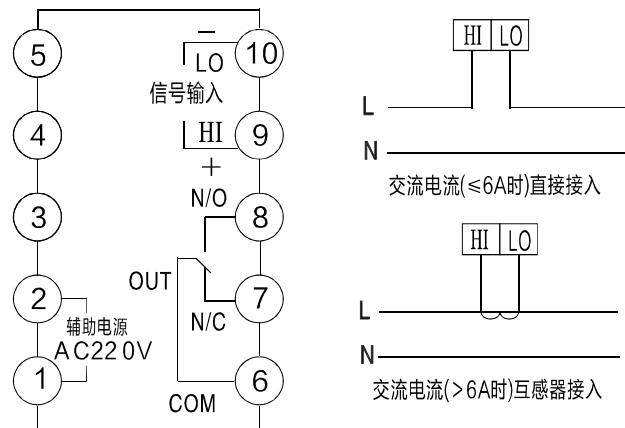 5
10
−
LO
信号输入
4
HI
9
+
N/O
3
8
OUT
2
7
辅助电源
N/C
AC220V
1
6
COM
HI LO
L
N
交流电流(≤6A时)直接接入
HI LO
L
N
交流电流(>6A时)互感器接入